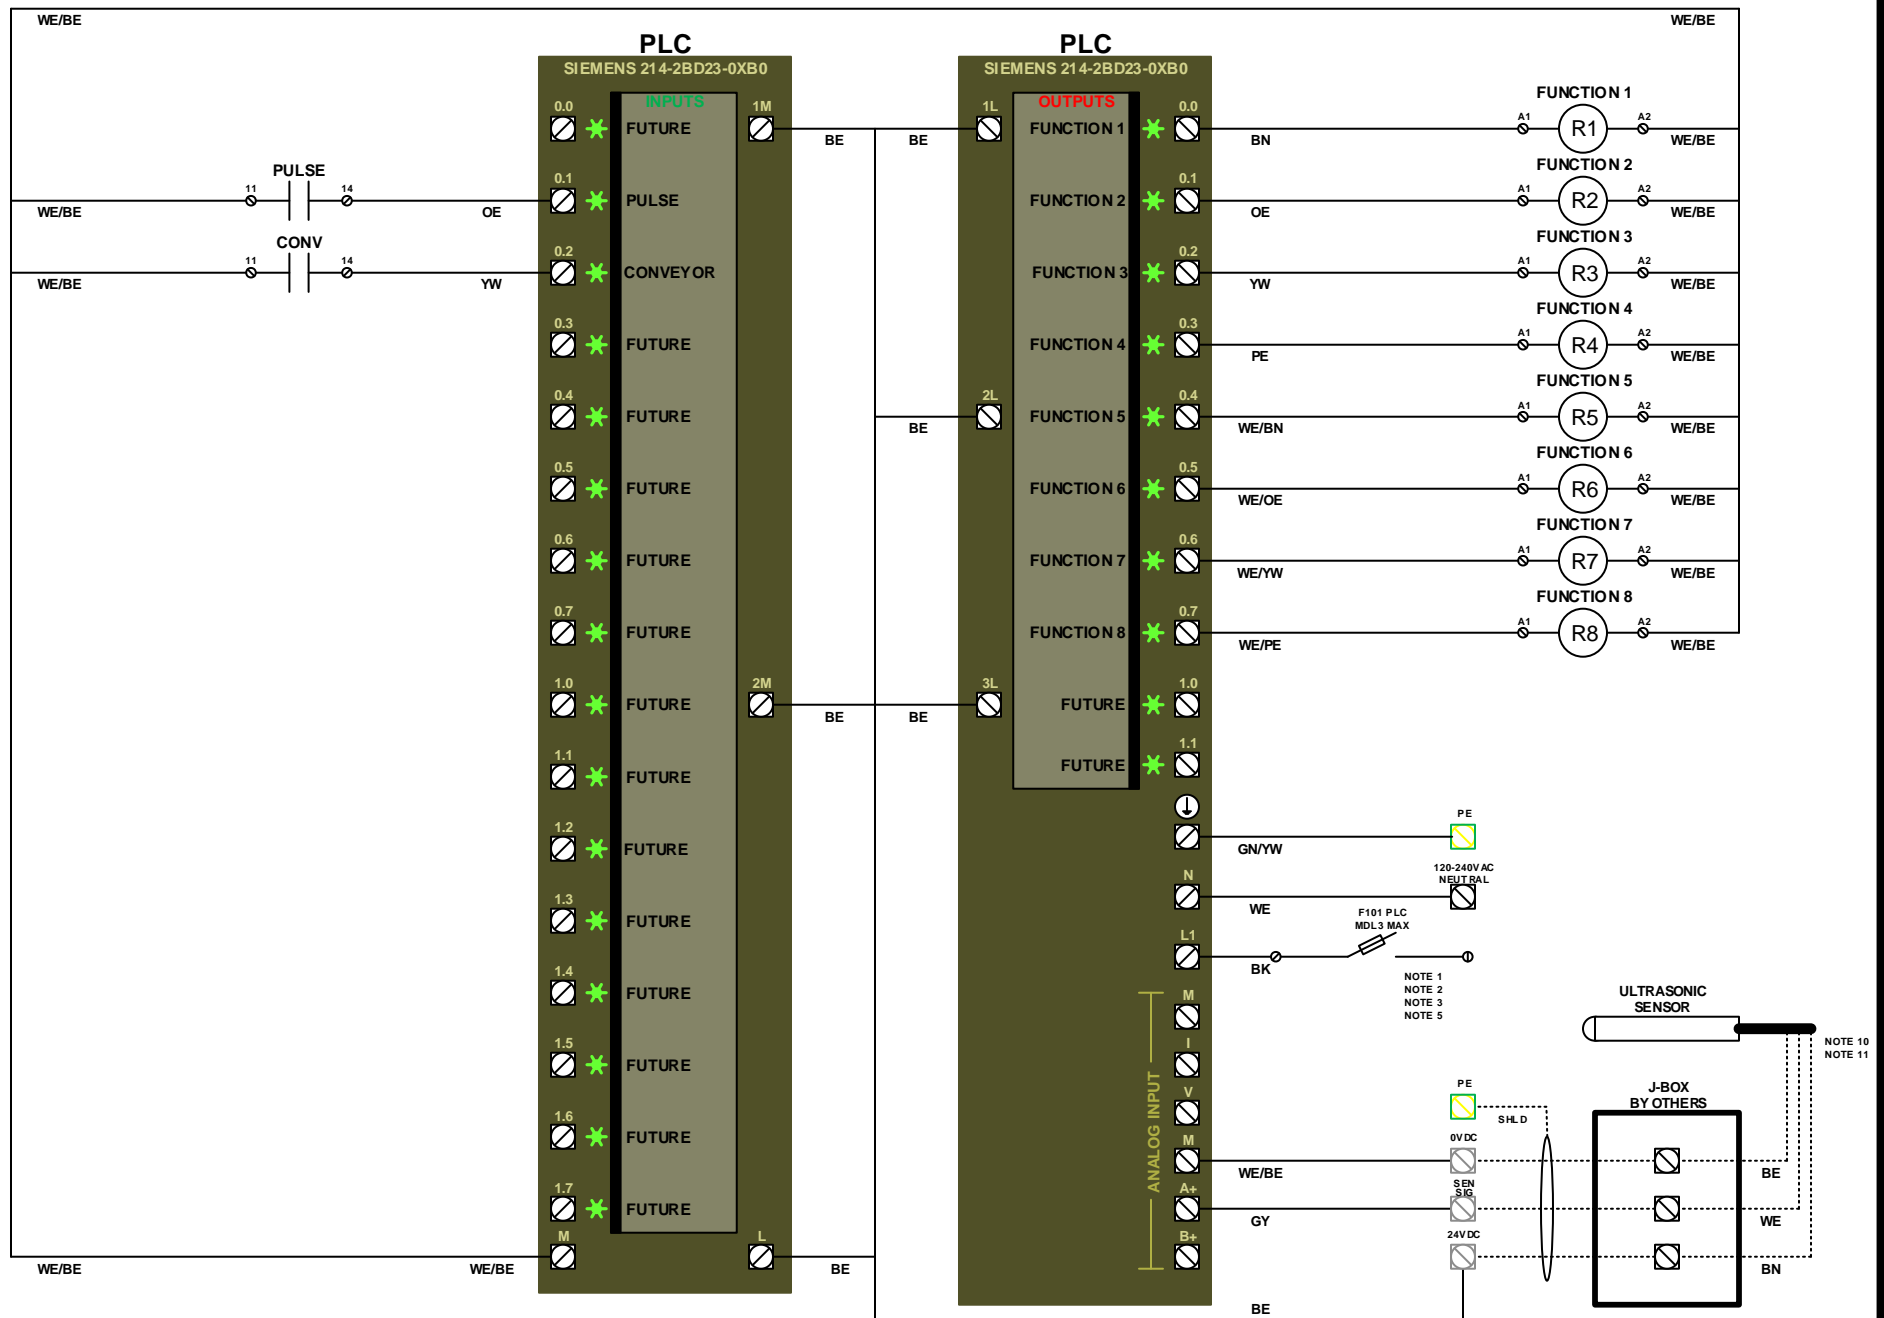 WE/BE
WE/BE
PLC
SIEMENS 214-2BD23-0XB0
INPUTS
0.0
FUTURE
1M
BE
PULSE
11
14
WE/BE
OE
0.1
PULSE
CONV
11
14
WE/BE
YW
0.2
CONVEYOR
0.3
FUTURE
0.4
FUTURE
0.5
FUTURE
0.6
FUTURE
0.7
FUTURE
1.0
FUTURE
2M
BE
1.1
FUTURE
1.2
FUTURE
1.3
FUTURE
1.4
FUTURE
1.5
FUTURE
1.6
FUTURE
1.7
FUTURE
M
L
WE/BE
WE/BE
BE
PLC
SIEMENS 214-2BD23-0XB0
OUTPUTS
1L
BE
FUNCTION 1
0.0
BN
FUNCTION 1
A1
R1
A2
WE/BE
FUNCTION 2
0.1
OE
FUNCTION 2
A1
R2
A2
WE/BE
FUNCTION 3
0.2
YW
FUNCTION 3
A1
R3
A2
WE/BE
FUNCTION 4
0.3
PE
FUNCTION 4
A1
R4
A2
WE/BE
2L
BE
FUNCTION 5
0.4
WE/BN
FUNCTION 5
A1
R5
A2
WE/BE
FUNCTION 6
0.5
WE/OE
FUNCTION 6
A1
R6
A2
WE/BE
FUNCTION 7
0.6
WE/YW
FUNCTION 7
A1
R7
A2
WE/BE
FUNCTION 8
0.7
WE/PE
FUNCTION 8
A1
R8
A2
WE/BE
3L
BE
FUTURE
1.0
FUTURE
1.1
GN/YW
PE
N
WE
120-240VAC
NEUTRAL
L1
BK
F101 PLC
MDL3 MAX
NOTE 1
NOTE 2
NOTE 3
NOTE 5
ANALOG INPUT
M
I
V
M
WE/BE
A+
GY
B+
BE
PE
SHLD
0VDC
SEN
SIG
24VDC
ULTRASONIC
SENSOR
NOTE 10
NOTE 11
J-BOX
BY OTHERS
BE
WE
BN